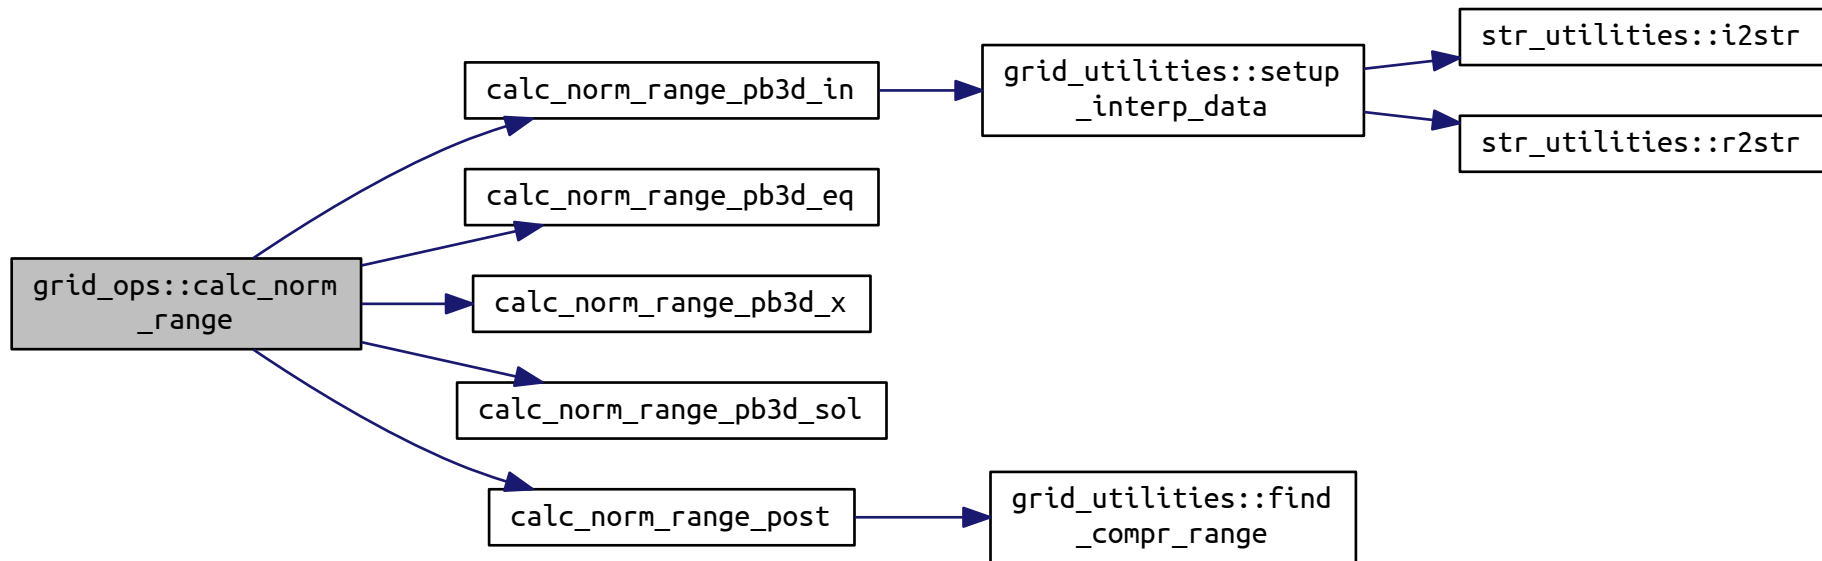 grid_ops::calc_norm
_range
calc_norm_range_pb3d_in
calc_norm_range_pb3d_eq
calc_norm_range_pb3d_x
calc_norm_range_pb3d_sol
calc_norm_range_post
grid_utilities::setup
_interp_data
grid_utilities::find
_compr_range
str_utilities::i2str
str_utilities::r2str